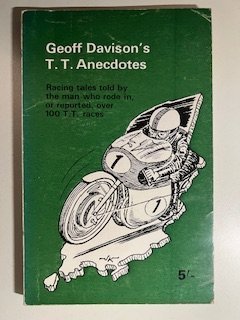 Geoff Davison's
T. T. Anecdotes
Racing tales told by
the man who rode in,
or reported, over
100 T.T. races
1
1
5/-